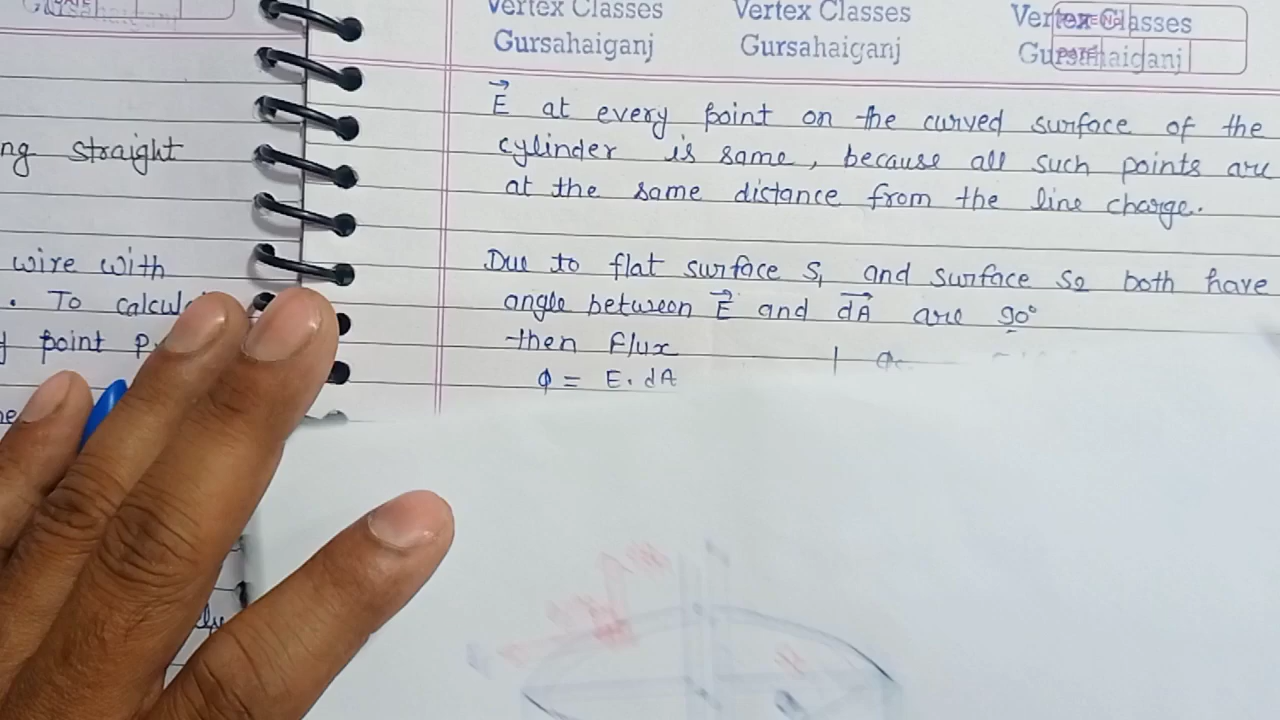 Vertex Classes Vertex Classes Vertex Classes
Gursahaiganj Gursahaiganj Gursahaiganj
ng straight
wire with
. To calcul
point P
E⃗ at every point on the curved surface of the
cylinder is same, because all such points are
at the same distance from the line charge.
Due to flat surface S₁ and surface S₂ both have
angle between E⃗ and dA⃗ are 90°
then Flux
ϕ = E. dA